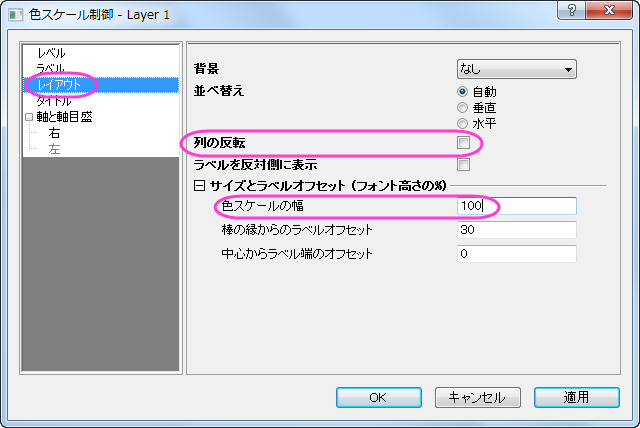 色スケール制御 - Layer 1
レベル
ラベル
レイアウト
タイトル
軸と軸目盛
右
左
背景 なし
並べ替え 自動
垂直
水平
列の反転
ラベルを反対側に表示
サイズとラベルオフセット (フォント高さの%)
色スケールの幅 100
棒の縁からのラベルオフセット 30
中心からラベル端のオフセット 0
OK キャンセル 適用